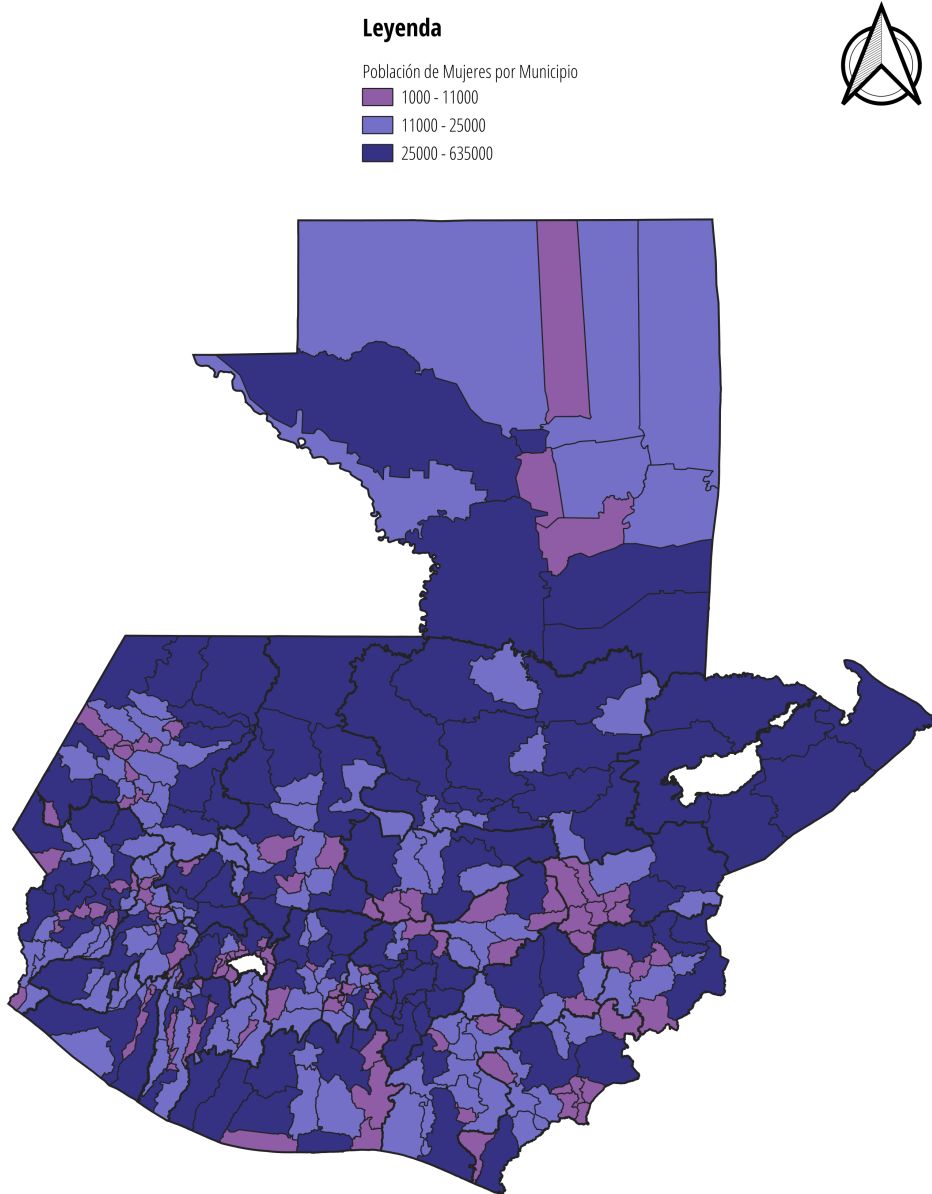 Leyenda
Población de Mujeres por Municipio
1000 - 11000
11000 - 25000
25000 - 635000